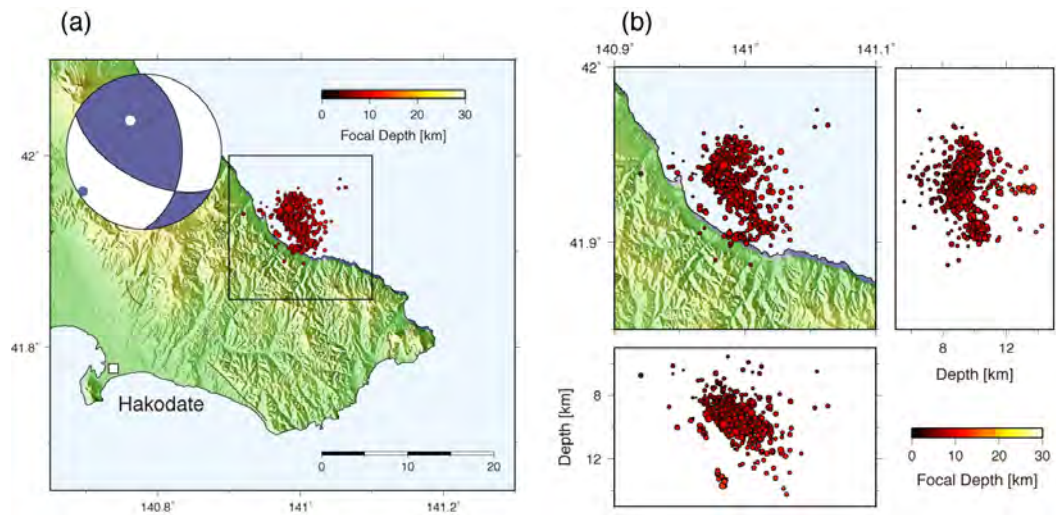 (a)
0 10 20 30
Focal Depth [km]
42˚
41.8˚
Hakodate
0 10 20
140.8˚ 141˚ 141.2˚
(b)
140.9˚ 141˚ 141.1˚
42˚
41.9˚
8 12
Depth [km]
8
12
Depth [km]
0 10 20 30
Focal Depth [km]